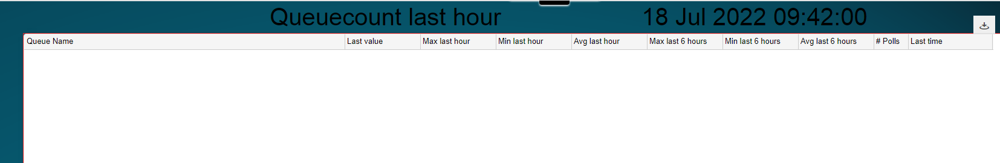 Queuecount last hour 18 Jul 2022 09:42:00
Queue Name Last value Max last hour Min last hour Avg last hour Max last 6 hours Min last 6 hours Avg last 6 hours # Polls Last time